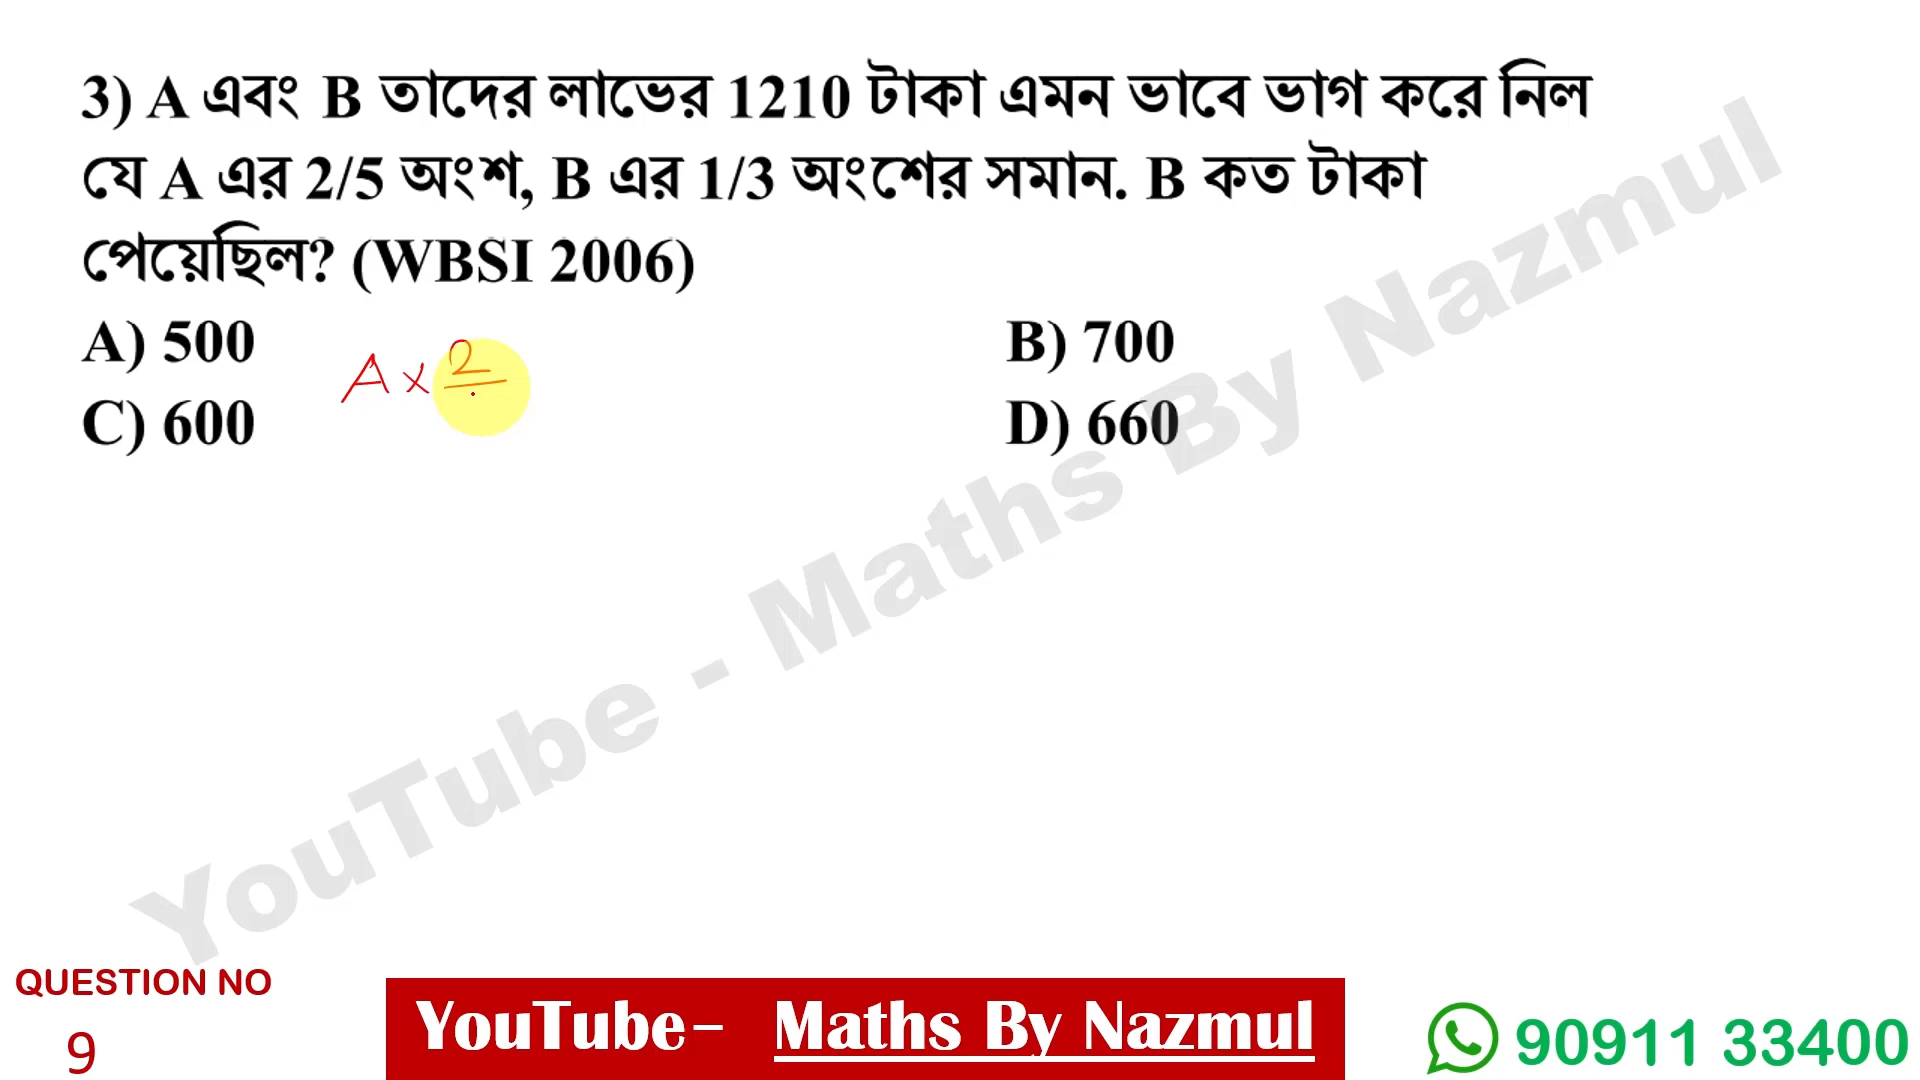 3) A এবং B তাদের লাভের 1210 টাকা এমন ভাবে ভাগ করে নিল
যে A এর 2/5 অংশ, B এর 1/3 অংশের সমান. B কত টাকা
পেয়েছিল? (WBSI 2006)
A) 500
B) 700
A × 2
C) 600
D) 660
YouTube - Maths By Nazmul
QUESTION NO
9
YouTube- Maths By Nazmul
90911 33400